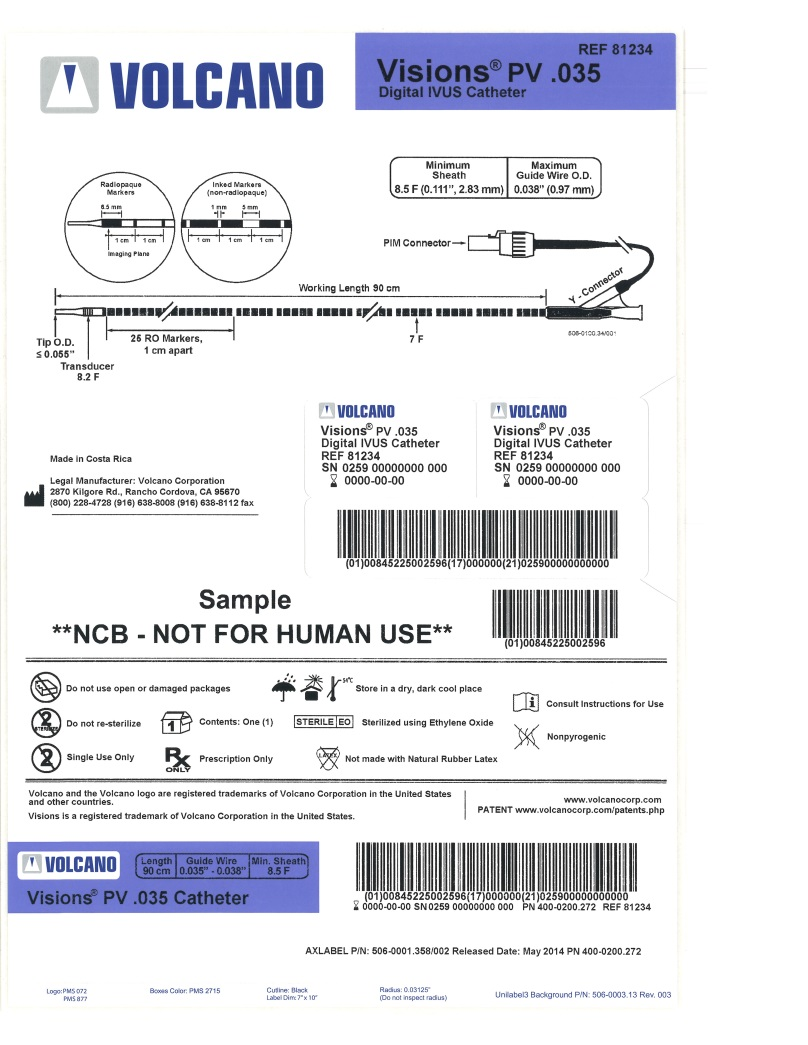 VOLCANO
REF 81234
Visions® PV .035
Digital IVUS Catheter
Minimum Sheath
8.5 F (0.111", 2.83 mm)
Maximum Guide Wire O.D.
0.038" (0.97 mm)
Radiopaque
Markers
6.5 mm
1 cm 1 cm
Imaging Plane
Inked Markers
(non-radiopaque)
1 mm 5 mm
1 cm 1 cm 1 cm
PIM Connector
Y - Connector
Working Length 90 cm
506-0100.34/001
Tip O.D.
≤ 0.055"
25 RO Markers,
1 cm apart
7 F
Transducer
8.2 F
VOLCANO
Visions® PV .035
Digital IVUS Catheter
REF 81234
SN 0259 00000000 000
0000-00-00
VOLCANO
Visions® PV .035
Digital IVUS Catheter
REF 81234
SN 0259 00000000 000
0000-00-00
Made in Costa Rica
Legal Manufacturer: Volcano Corporation
2870 Kilgore Rd., Rancho Cordova, CA 95670
(800) 228-4728 (916) 638-8008 (916) 638-8112 fax
(01)00845225002596(17)000000(21)025900000000000
Sample
**NCB - NOT FOR HUMAN USE**
(01)00845225002596
Do not use open or damaged packages
54°C
Store in a dry, dark cool place
Consult Instructions for Use
2
STERILIZE
Do not re-sterilize
1
Contents: One (1)
STERILE EO
Sterilized using Ethylene Oxide
Nonpyrogenic
2
Single Use Only
Rx
ONLY
Prescription Only
LATEX
Not made with Natural Rubber Latex
Volcano and the Volcano logo are registered trademarks of Volcano Corporation in the United States
and other countries.
Visions is a registered trademark of Volcano Corporation in the United States.
www.volcanocorp.com
PATENT www.volcanocorp.com/patents.php
VOLCANO
Length Guide Wire Min. Sheath
90 cm 0.035" - 0.038" 8.5 F
Visions® PV .035 Catheter
(01)00845225002596(17)000000(21)025900000000000
0000-00-00 SN 0259 00000000 000 PN 400-0200.272 REF 81234
AXLABEL P/N: 506-0001.358/002 Released Date: May 2014 PN 400-0200.272
Logo:PMS 072
PMS 877
Boxes Color: PMS 2715
Cutline: Black
Label Dim: 7" x 10"
Radius: 0.03125"
(Do not inspect radius)
Unilabel3 Background P/N: 506-0003.13 Rev. 003